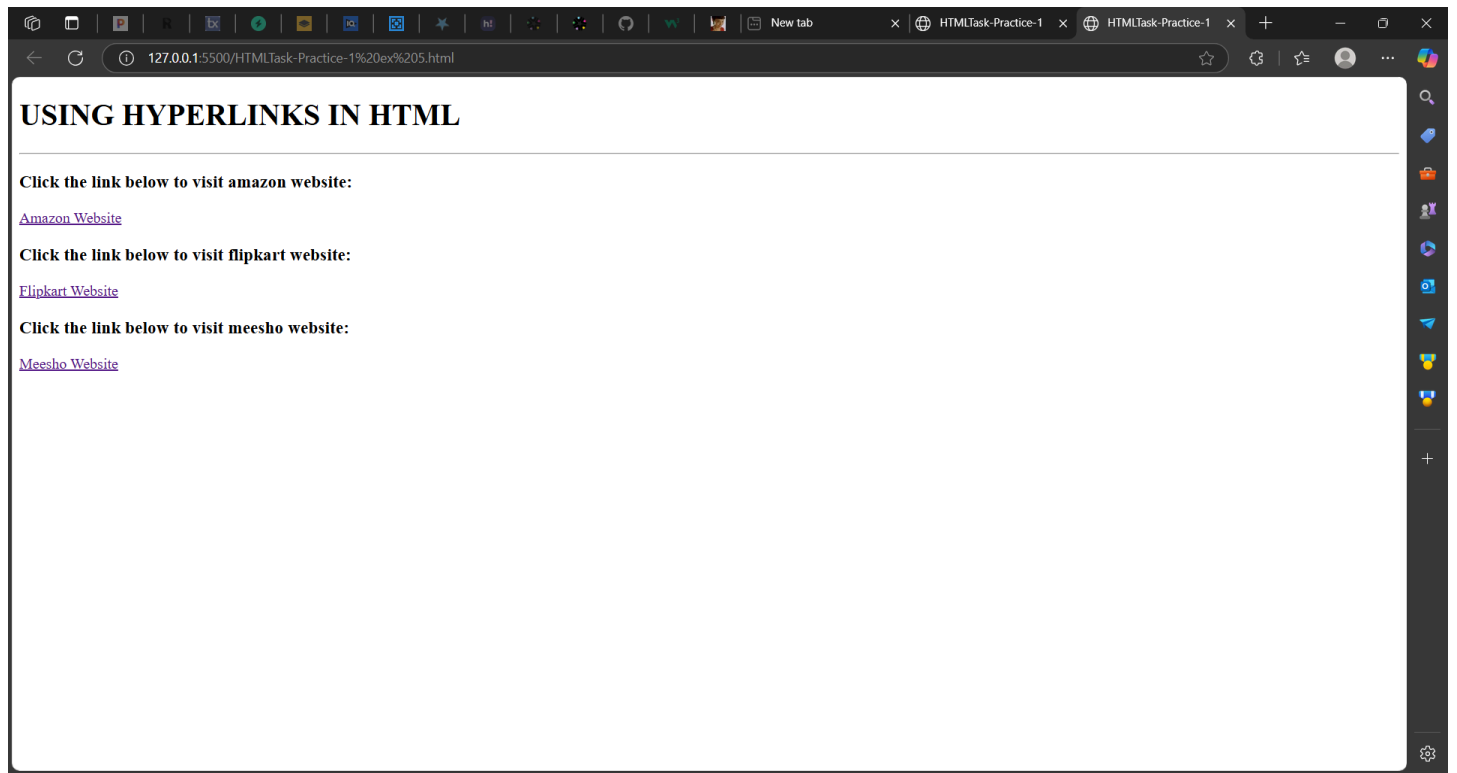 New tab
HTMLTask-Practice-1
HTMLTask-Practice-1
127.0.0.1:5500/HTMLTask-Practice-1%20ex%205.html
USING HYPERLINKS IN HTML
Click the link below to visit amazon website:
Amazon Website
Click the link below to visit flipkart website:
Flipkart Website
Click the link below to visit meesho website:
Meesho Website